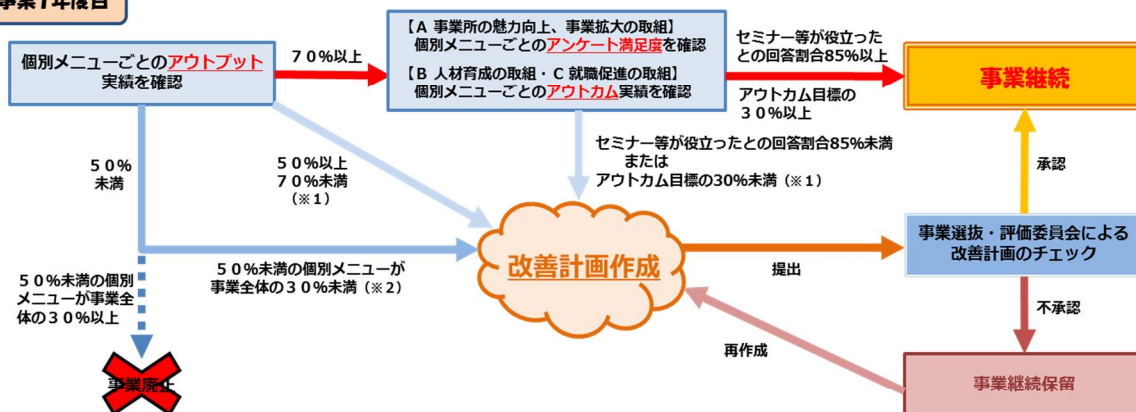 事業1年度目
個別メニューごとのアウトプット
実績を確認
70%以上
【A 事業所の魅力向上、事業拡大の取組】
個別メニューごとのアンケート満足度を確認
【B 人材育成の取組・C 就職促進の取組】
個別メニューごとのアウトカム実績を確認
セミナー等が役立った
との回答割合85%以上
アウトカム目標の
30%以上
事業継続
50%
未満
50%以上
70%未満
(※1)
セミナー等が役立ったとの回答割合85%未満
または
アウトカム目標の30%未満(※1)
承認
事業選抜・評価委員会による
改善計画のチェック
改善計画作成
提出
50%未満の個別メニューが
事業全体の30%未満(※2)
50%未満の個別
メニューが事業全
体の30%以上
不承認
再作成
事業廃止
事業継続保留